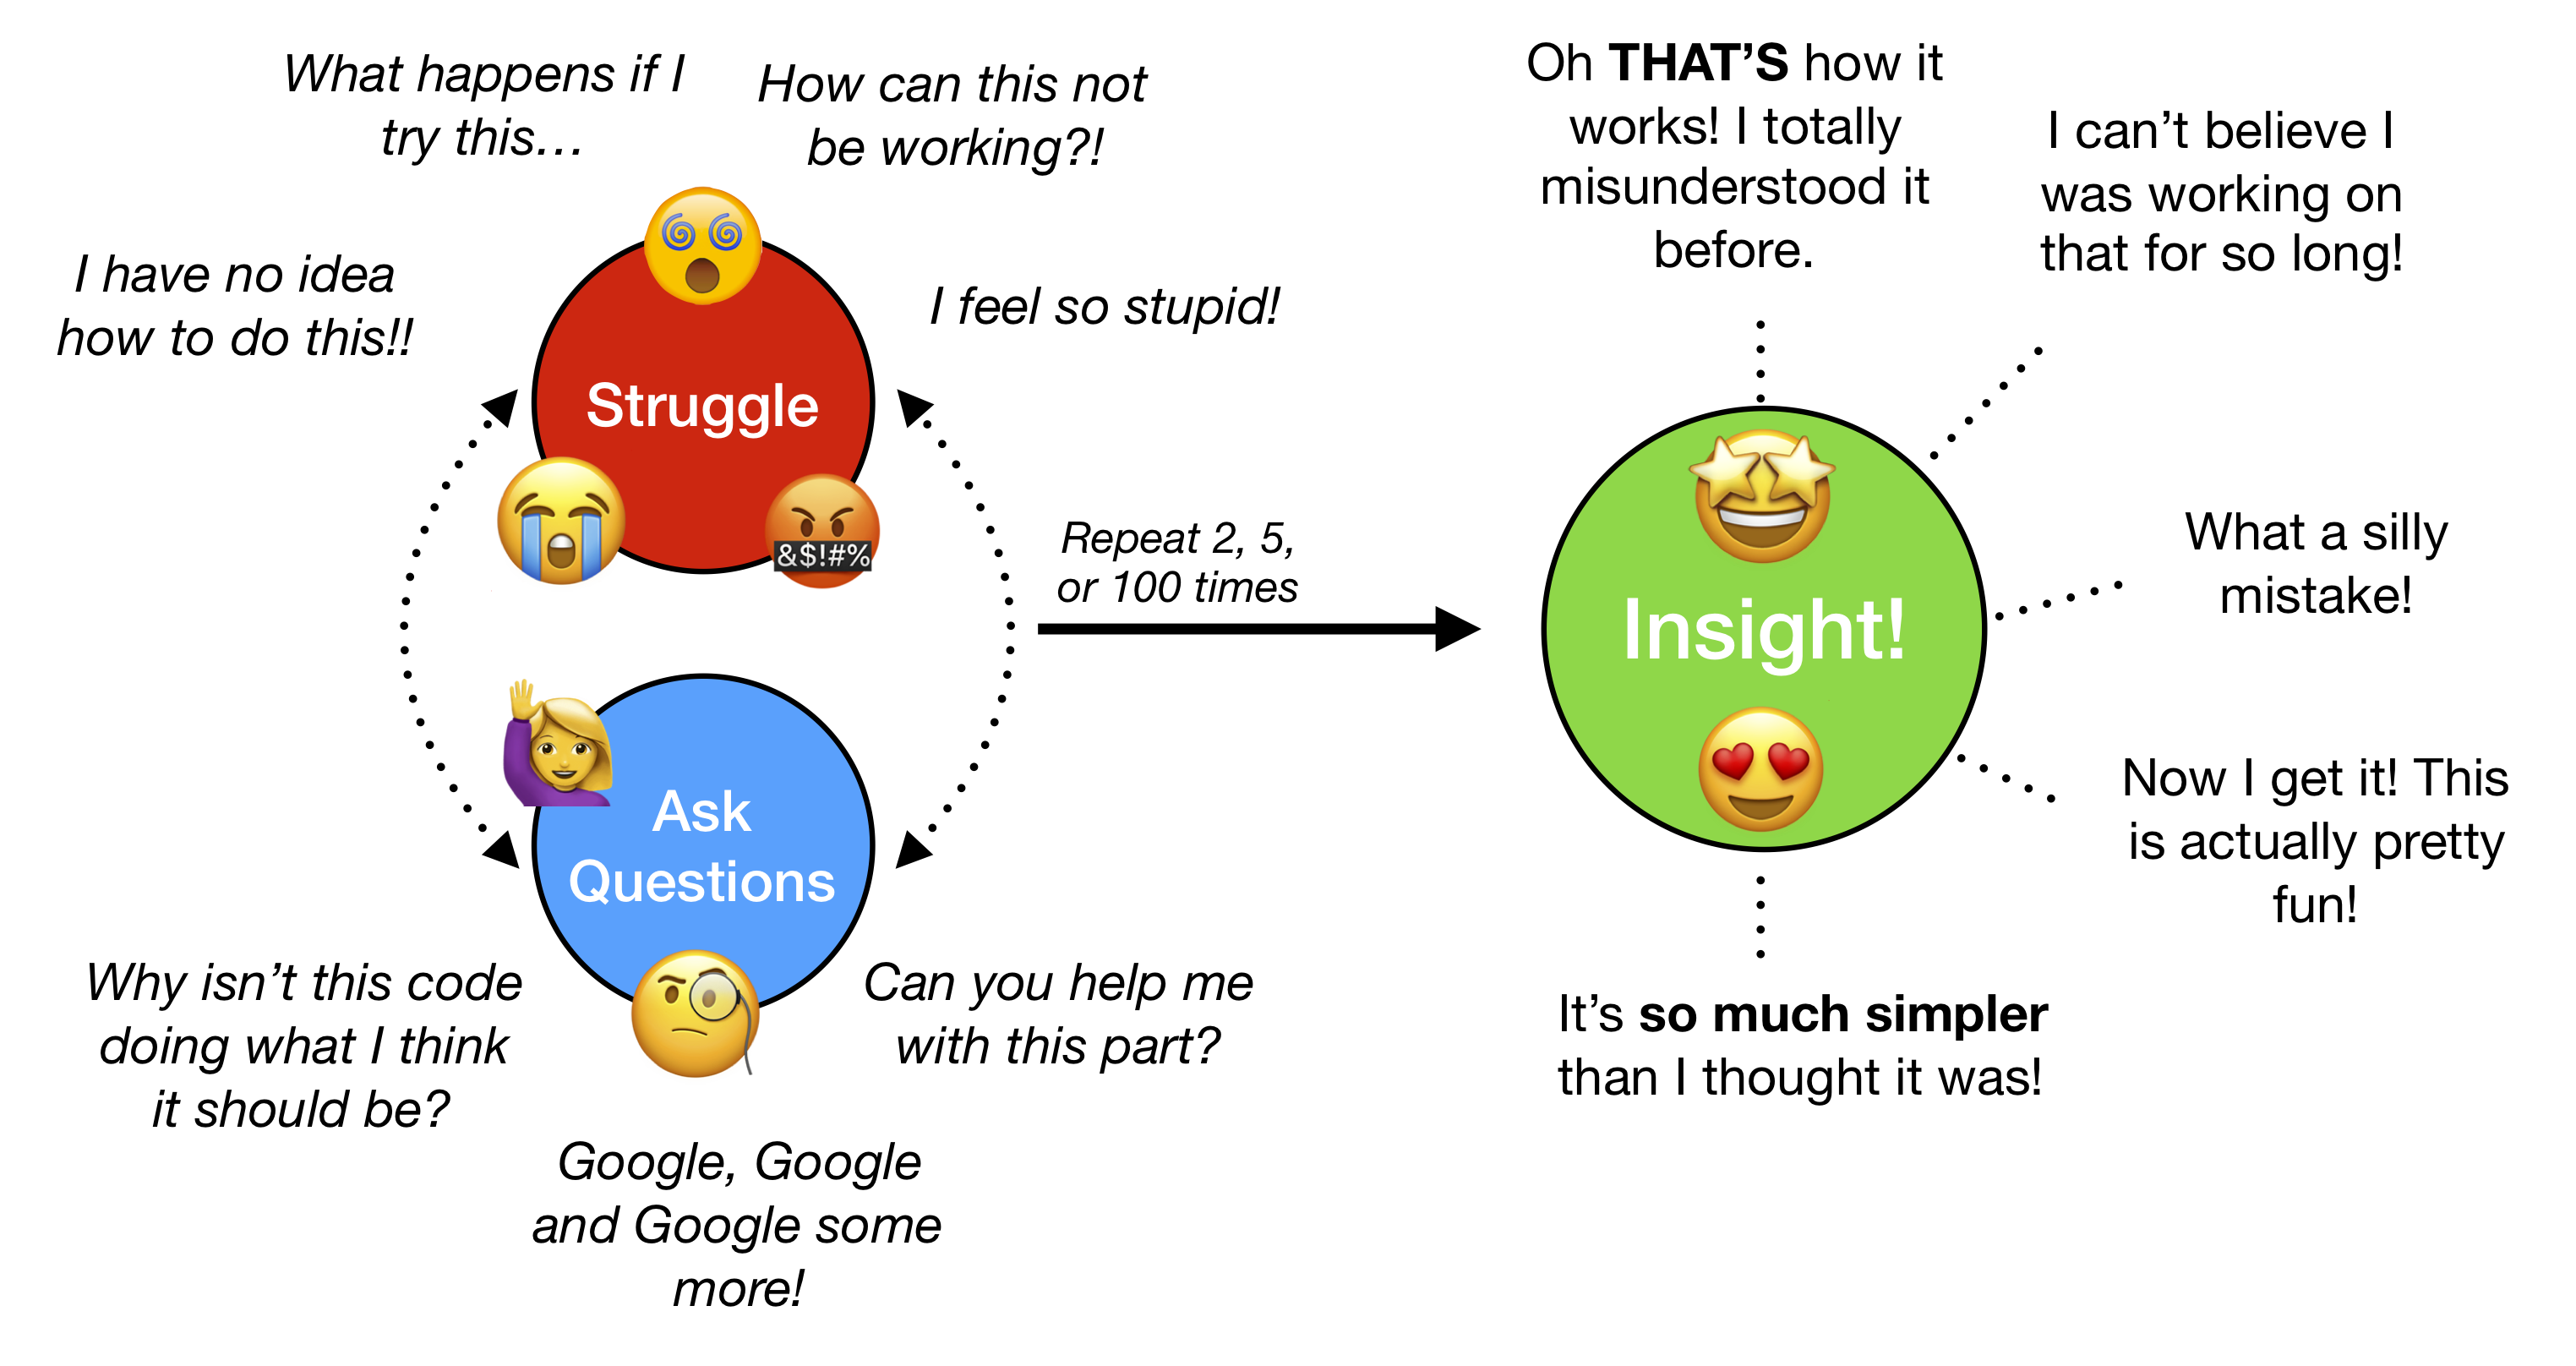 What happens if I
try this…
How can this not
be working?!
I have no idea
how to do this!!
I feel so stupid!
Struggle
&$!#%
Repeat 2, 5,
or 100 times
Ask
Questions
Why isn’t this code
doing what I think
it should be?
Can you help me
with this part?
Google, Google
and Google some
more!
Oh THAT’S how it
works! I totally
misunderstood it
before.
I can’t believe I
was working on
that for so long!
Insight!
What a silly
mistake!
Now I get it! This
is actually pretty
fun!
It’s so much simpler
than I thought it was!